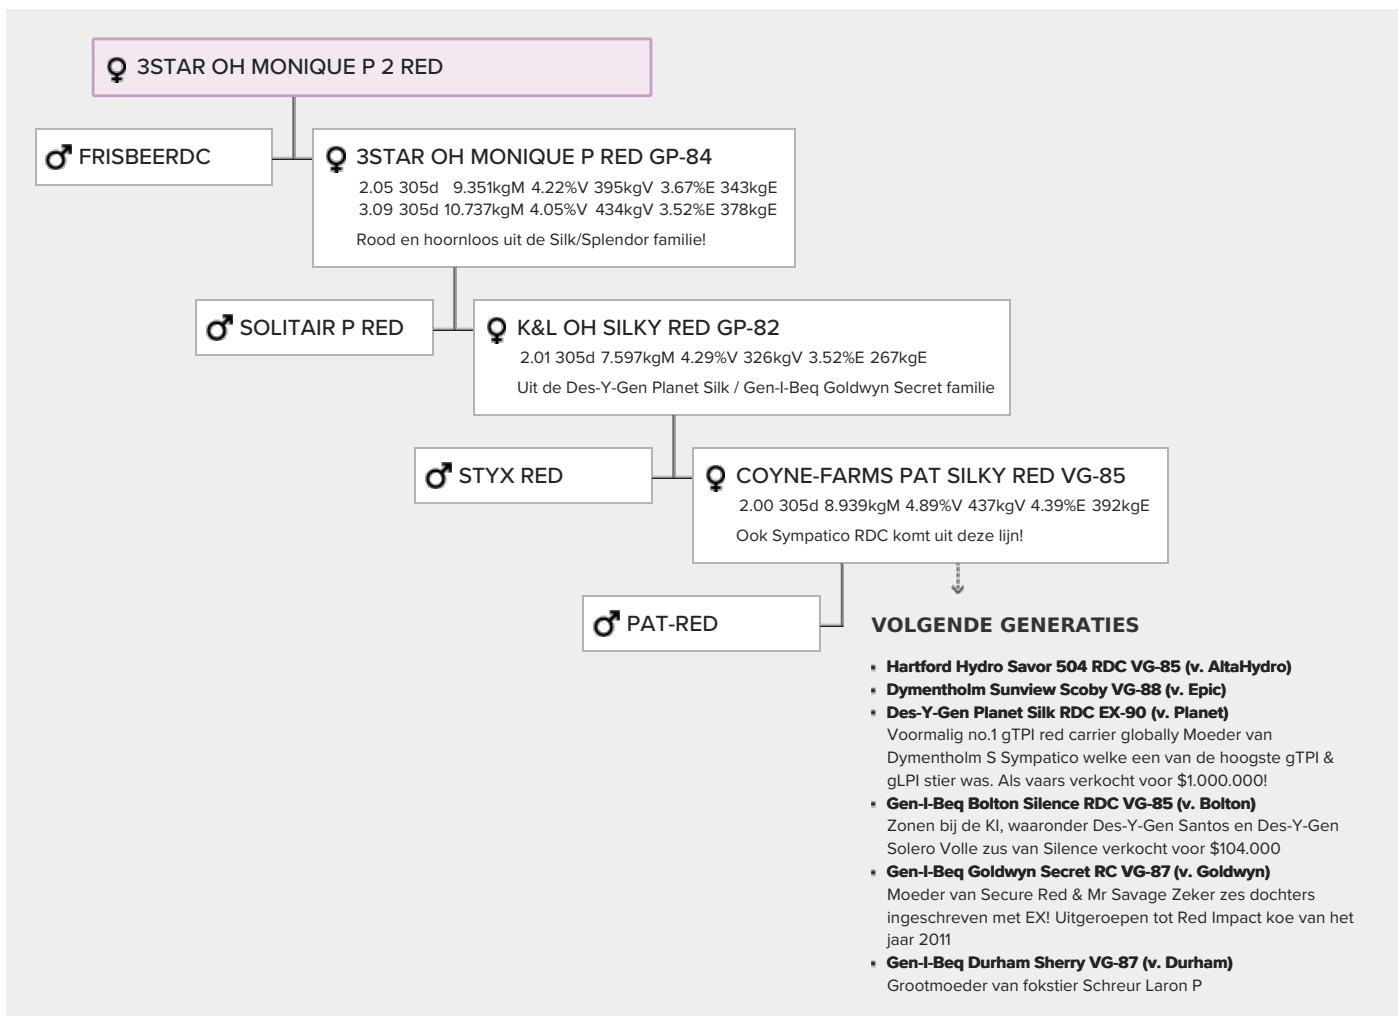 3STAR OH MONIQUE P 2 RED
FRISBEERDC
3STAR OH MONIQUE P RED GP-84
2.05 305d 9.351kgM 4.22%V 395kgV 3.67%E 343kgE
3.09 305d 10.737kgM 4.05%V 434kgV 3.52%E 378kgE
Rood en hoornloos uit de Silk/Splendor familie!
SOLITAIR P RED
K&L OH SILKY RED GP-82
2.01 305d 7.597kgM 4.29%V 326kgV 3.52%E 267kgE
Uit de Des-Y-Gen Planet Silk / Gen-I-Beq Goldwyn Secret familie
STYX RED
COYNE-FARMS PAT SILKY RED VG-85
2.00 305d 8.939kgM 4.89%V 437kgV 4.39%E 392kgE
Ook Sympatico RDC komt uit deze lijn!
PAT-RED
VOLGENDE GENERATIES
Hartford Hydro Savor 504 RDC VG-85 (v. AltaHydro)
Dymentholm Sunview Scoby VG-88 (v. Epic)
Des-Y-Gen Planet Silk RDC EX-90 (v. Planet)
Voormalig no.1 gTPI red carrier globally Moeder van
Dymentholm S Sympatico welke een van de hoogste gTPI &
gLPI stier was. Als vaars verkocht voor $1.000.000!
Gen-I-Beq Bolton Silence RDC VG-85 (v. Bolton)
Zonen bij de KI, waaronder Des-Y-Gen Santos en Des-Y-Gen
Solero Volle zus van Silence verkocht voor $104.000
Gen-I-Beq Goldwyn Secret RC VG-87 (v. Goldwyn)
Moeder van Secure Red & Mr Savage Zeker zes dochters
ingeschreven met EX! Uitgeroepen tot Red Impact koe van het
jaar 2011
Gen-I-Beq Durham Sherry VG-87 (v. Durham)
Grootmoeder van fokstier Schreur Laron P